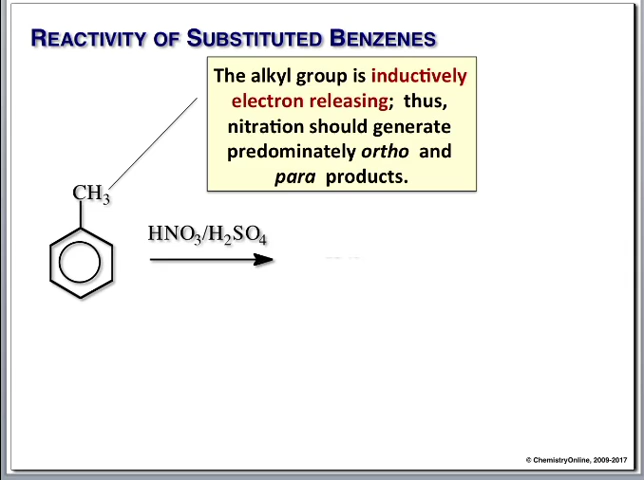 REACTIVITY OF SUBSTITUTED BENZENES
The alkyl group is inductively
electron releasing; thus,
nitration should generate
predominately ortho and
para products.
CH₃
HNO₃/H₂SO₄
© ChemistryOnline, 2009-2017